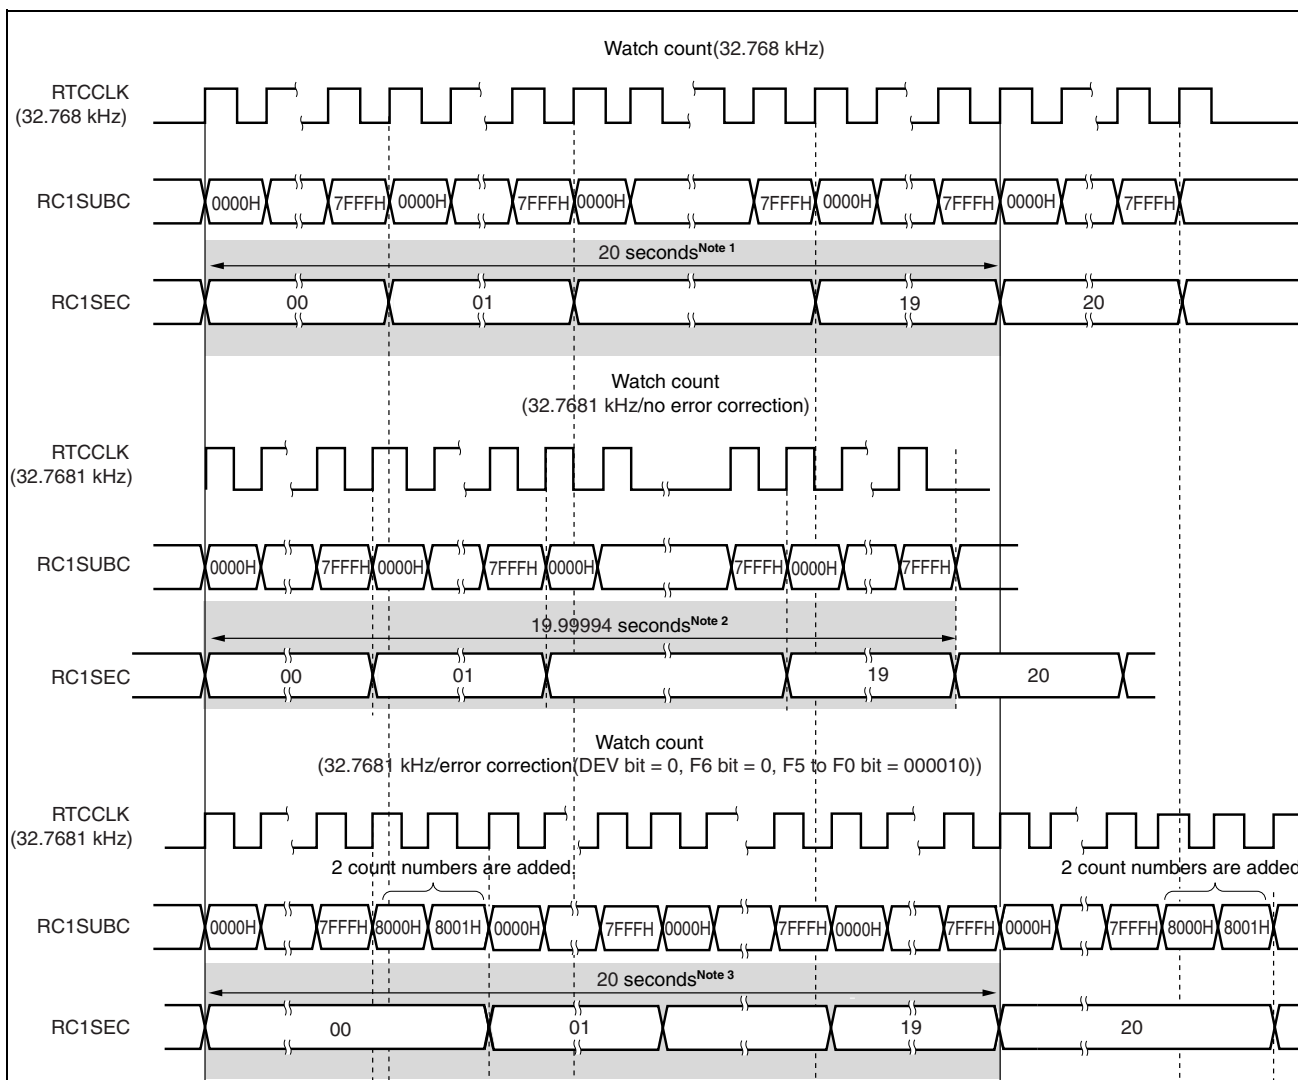 Watch count(32.768 kHz)
RTCCLK
(32.768 kHz)
RC1SUBC 0000H 7FFFH 0000H 7FFFH 0000H 7FFFH 0000H 7FFFH 0000H 7FFFH
20 seconds Note 1
RC1SEC 00 01 19 20
Watch count
(32.7681 kHz/no error correction)
RTCCLK
(32.7681 kHz)
RC1SUBC 0000H 7FFFH 0000H 7FFFH 0000H 7FFFH 0000H 7FFFH
19.99994 seconds Note 2
RC1SEC 00 01 19 20
Watch count
(32.7681 kHz/error correction(DEV bit = 0, F6 bit = 0, F5 to F0 bit = 000010))
RTCCLK
(32.7681 kHz)
2 count numbers are added. 2 count numbers are added
RC1SUBC 0000H 7FFFH 8000H 8001H 0000H 7FFFH 0000H 7FFFH 0000H 7FFFH 0000H 7FFFH 8000H 8001H
20 seconds Note 3
RC1SEC 00 01 19 20